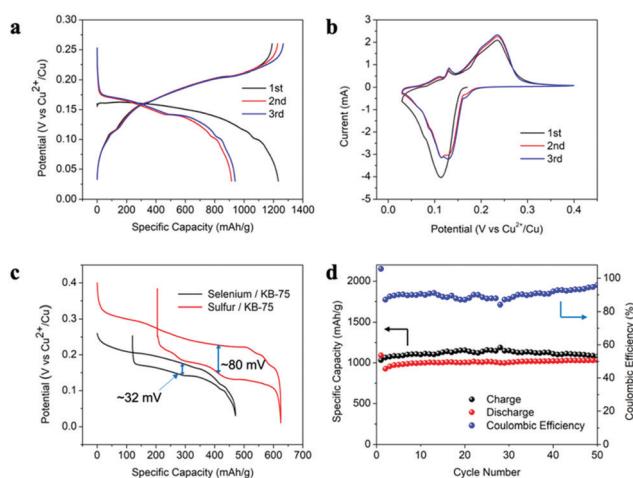 a
0.30
0.25
0.20
0.15
0.10
0.05
0.00
Potential (V vs Cu²⁺/Cu)
1st
2nd
3rd
0 200 400 600 800 1000 1200 1400
Specific Capacity (mAh/g)
b
3
2
1
0
-1
-2
-3
-4
-5
Current (mA)
1st
2nd
3rd
0.0 0.1 0.2 0.3 0.4
Potential (V vs Cu²⁺/Cu)
c
0.4
0.3
0.2
0.1
0.0
Potential (V vs Cu²⁺/Cu)
Selenium / KB-75
Sulfur / KB-75
~80 mV
~32 mV
0 100 200 300 400 500 600 700
Specific Capacity (mAh/g)
d
2000
1500
1000
500
0
Specific Capacity (mAh/g)
Charge
Discharge
Coulombic Efficiency
100
80
60
40
20
0
Coulombic Efficiency (%)
0 10 20 30 40 50
Cycle Number